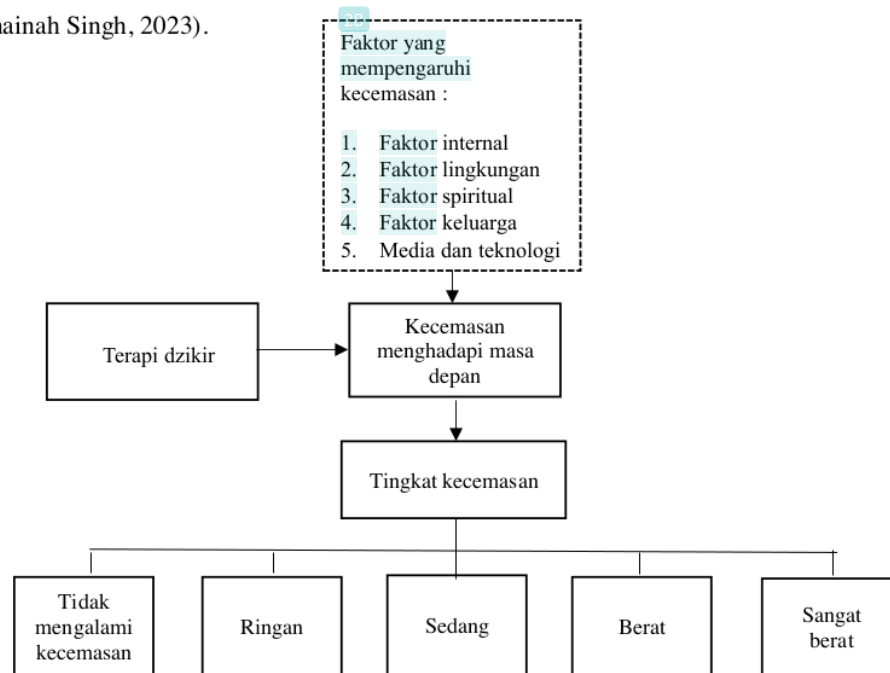 Singh, 2023).
Faktor yang
mempengaruhi
kecemasan :
1. Faktor internal
2. Faktor lingkungan
3. Faktor spiritual
4. Faktor keluarga
5. Media dan teknologi
Terapi dzikir
Kecemasan
menghadapi masa
depan
Tingkat kecemasan
Tidak
mengalami
kecemasan
Ringan
Sedang
Berat
Sangat
berat